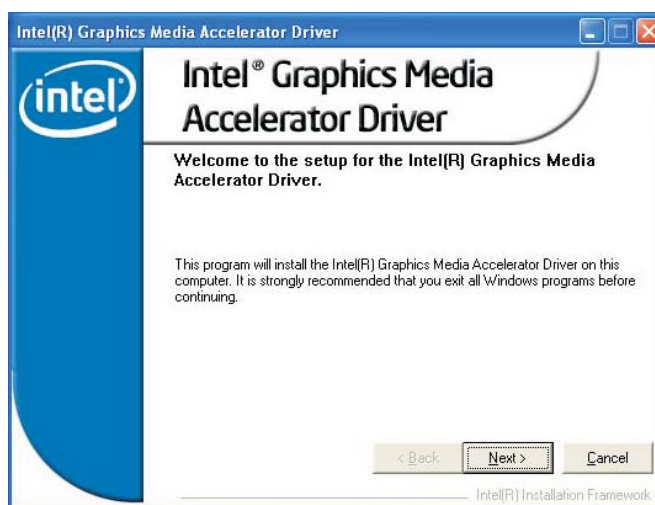 Intel(R) Graphics Media Accelerator Driver
intel
Intel® Graphics Media
Accelerator Driver
Welcome to the setup for the Intel(R) Graphics Media
Accelerator Driver.
This program will install the Intel(R) Graphics Media Accelerator Driver on this
computer. It is strongly recommended that you exit all Windows programs before
continuing.
< Back
Next >
Cancel
Intel(R) Installation Framework